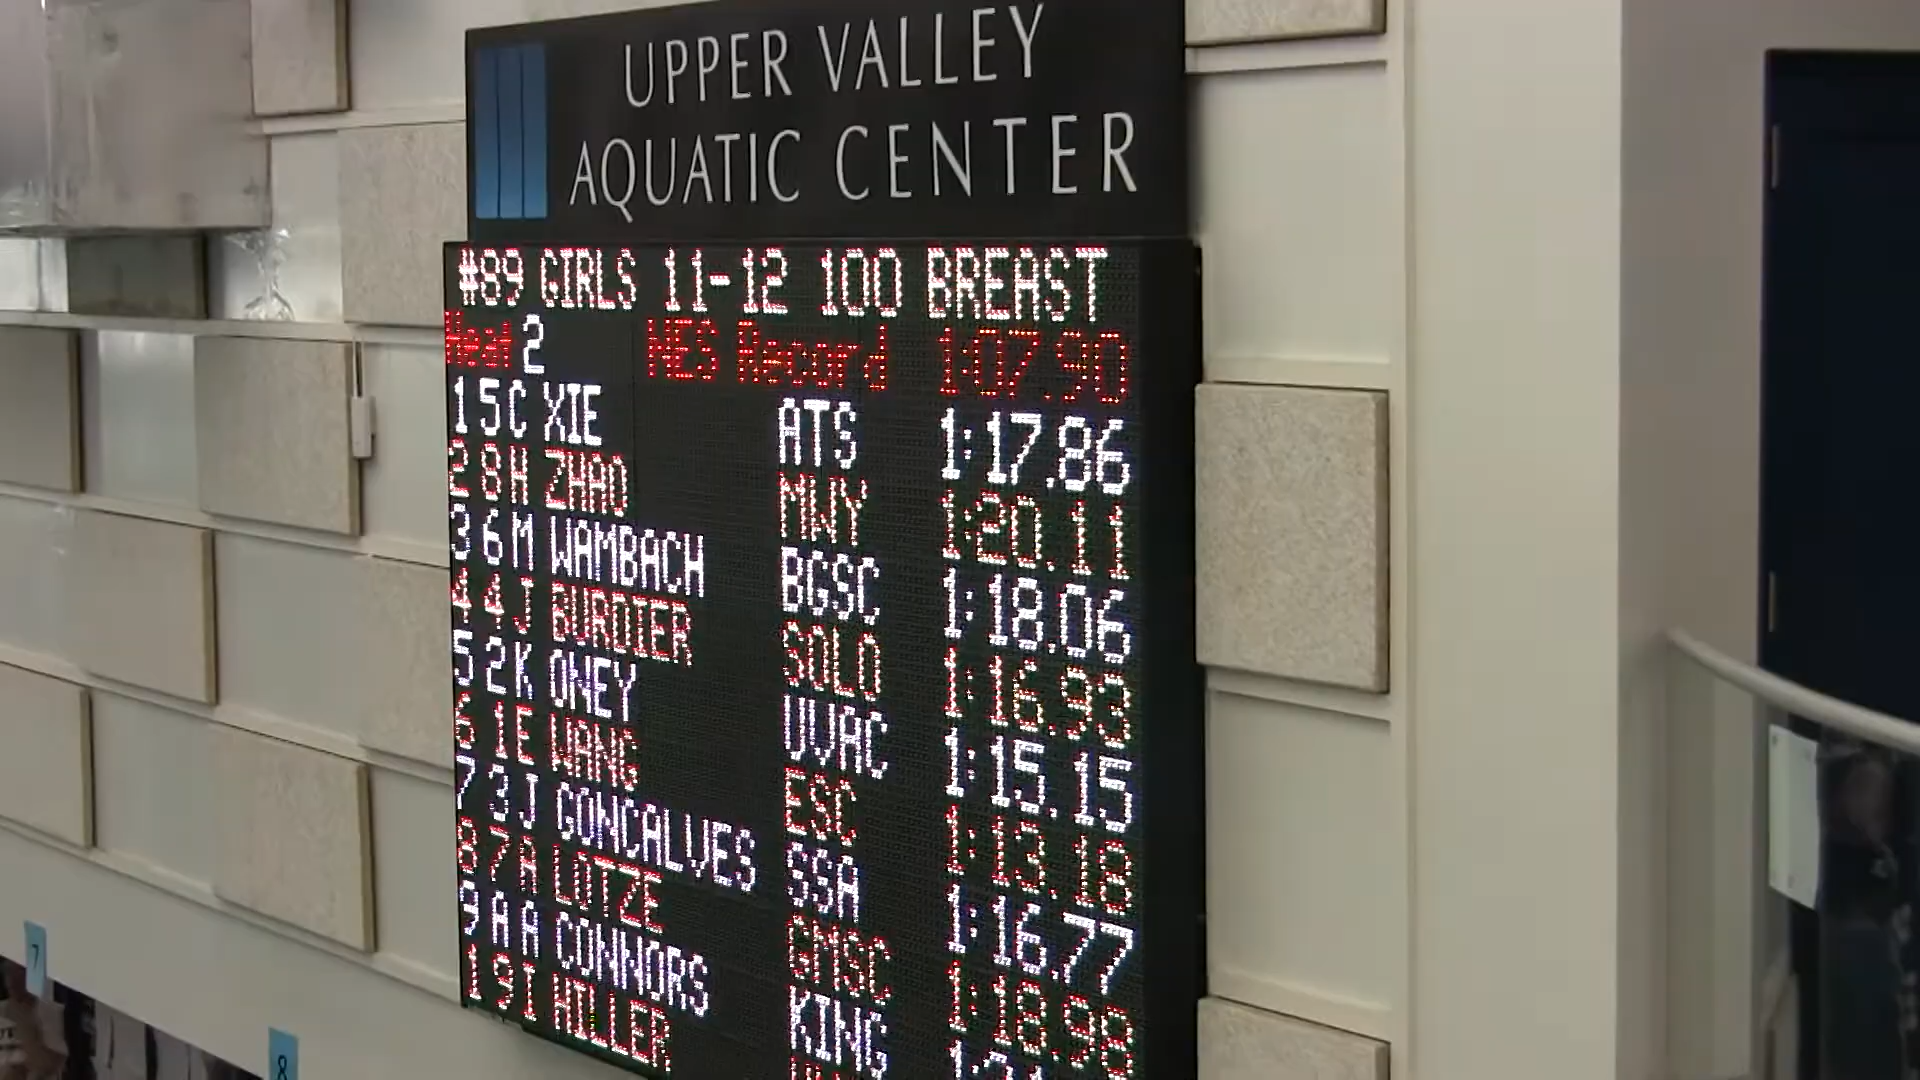 UPPER VALLEY
AQUATIC CENTER
#89 GIRLS 11-12 100 BREAST
Heat 2 NES Record 1:07.90
1 5 C XIE ATS 1:17.86
2 8 H ZHAO MWY 1:20.11
3 6 M WAMBACH BGSC 1:18.06
4 4 J BURDIER SOLO 1:16.93
5 2 K ONEY UVAC 1:15.15
6 1 E WANG ESC 1:13.18
7 3 J GONCALVES SSA 1:16.77
8 7 A LOTZE GMSC 1:18.98
9 A A CONNORS KING
1 9 I HILLER
7
8